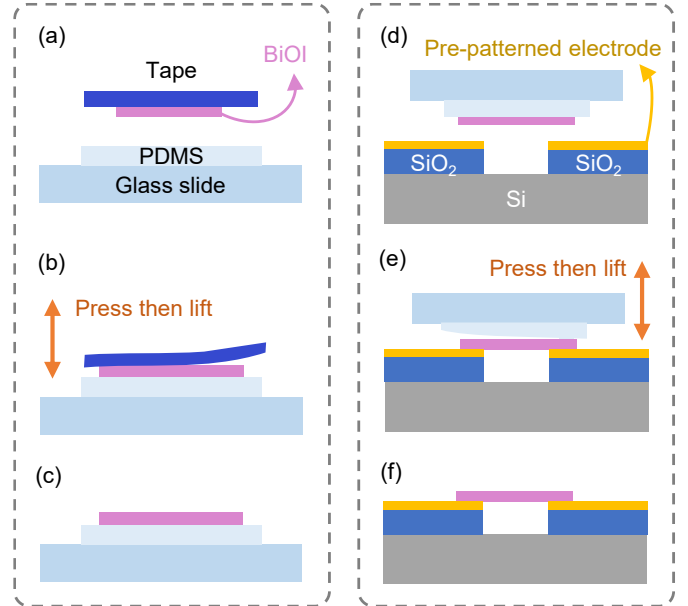 (a)
BiOI
Tape
PDMS
Glass slide
(b)
Press then lift
(c)
(d)
Pre-patterned electrode
SiO₂ SiO₂
Si
(e)
Press then lift
(f)